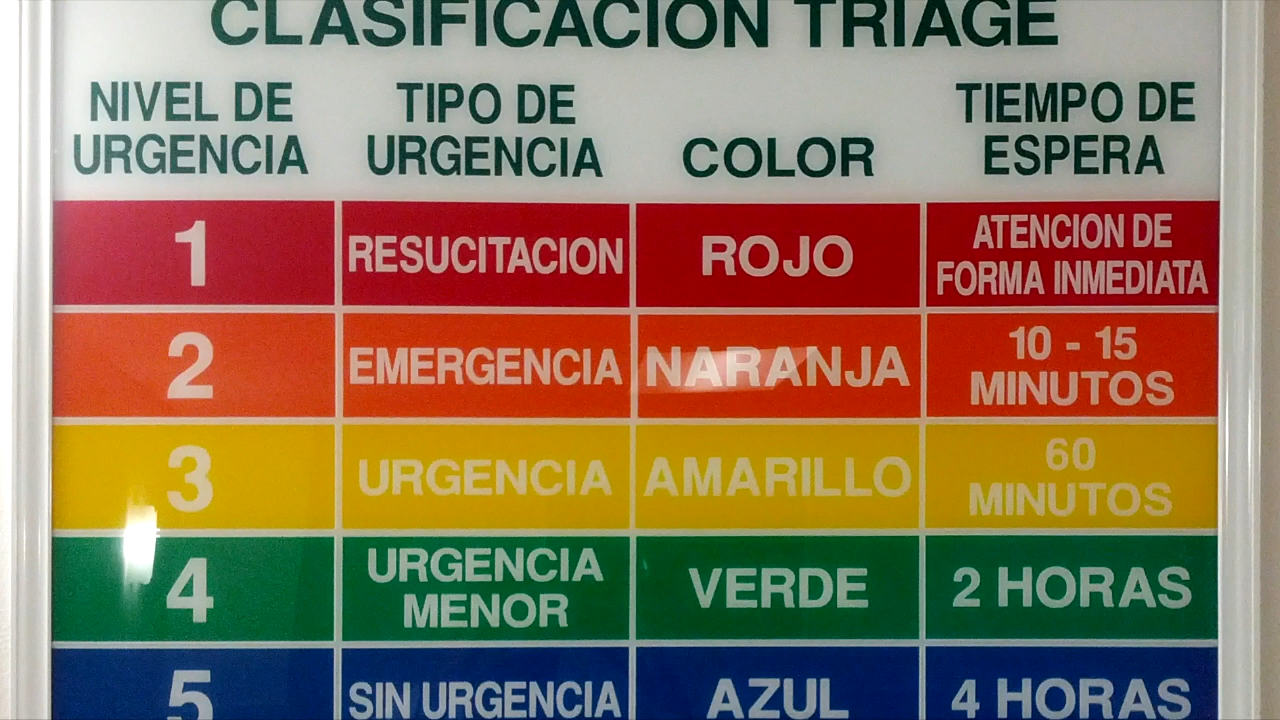 CLASIFICACION TRIAGE
NIVEL DE URGENCIA TIPO DE URGENCIA COLOR TIEMPO DE ESPERA
1 RESUCITACION ROJO ATENCION DE FORMA INMEDIATA
2 EMERGENCIA NARANJA 10 - 15 MINUTOS
3 URGENCIA AMARILLO 60 MINUTOS
4 URGENCIA MENOR VERDE 2 HORAS
5 SIN URGENCIA AZUL 4 HORAS